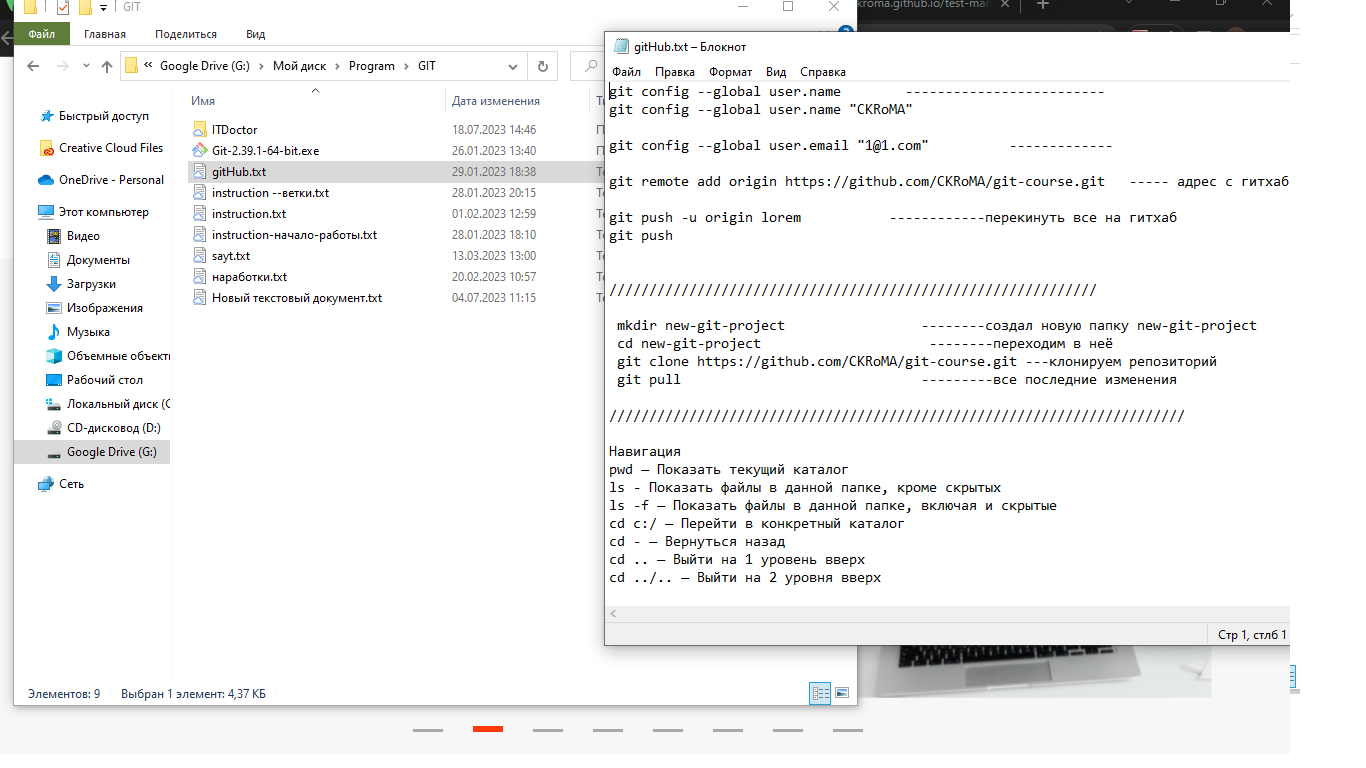 GIT
kroma.github.io/test-mar
Файл Главная Поделиться Вид
« Google Drive (G:) > Мой диск > Program > GIT
Быстрый доступ
Creative Cloud Files
OneDrive - Personal
Этот компьютер
Видео
Документы
Загрузки
Изображения
Музыка
Объемные объекты
Рабочий стол
Локальный диск (C
CD-дисковод (D:)
Google Drive (G:)
Сеть
Имя Дата изменения Ти
ITDoctor 18.07.2023 14:46 П
Git-2.39.1-64-bit.exe 26.01.2023 13:40 П
gitHub.txt 29.01.2023 18:38 Те
instruction --ветки.txt 28.01.2023 20:15 Те
instruction.txt 01.02.2023 12:59 Те
instruction-начало-работы.txt 28.01.2023 18:10 Те
sayt.txt 13.03.2023 13:00 Те
наработки.txt 20.02.2023 10:57 Те
Новый текстовый документ.txt 04.07.2023 11:15 Те
Элементов: 9 Выбран 1 элемент: 4,37 КБ
gitHub.txt – Блокнот
Файл Правка Формат Вид Справка
git config --global user.name -------------------------
git config --global user.name "CKRoMA"
git config --global user.email "1@1.com" -------------
git remote add origin https://github.com/CKRoMA/git-course.git ----- адрес с гитхаб
git push -u origin lorem ------------перекинуть все на гитхаб
git push
/////////////////////////////////////////////////////////////
mkdir new-git-project --------создал новую папку new-git-project
cd new-git-project --------переходим в неё
git clone https://github.com/CKRoMA/git-course.git ---клонируем репозиторий
git pull ---------все последние изменения
////////////////////////////////////////////////////////////////////////
Навигация
pwd – Показать текущий каталог
ls - Показать файлы в данной папке, кроме скрытых
ls -f – Показать файлы в данной папке, включая и скрытые
cd c:/ – Перейти в конкретный каталог
cd - – Вернуться назад
cd .. – Выйти на 1 уровень вверх
cd ../.. – Выйти на 2 уровня вверх
Стр 1, стлб 1